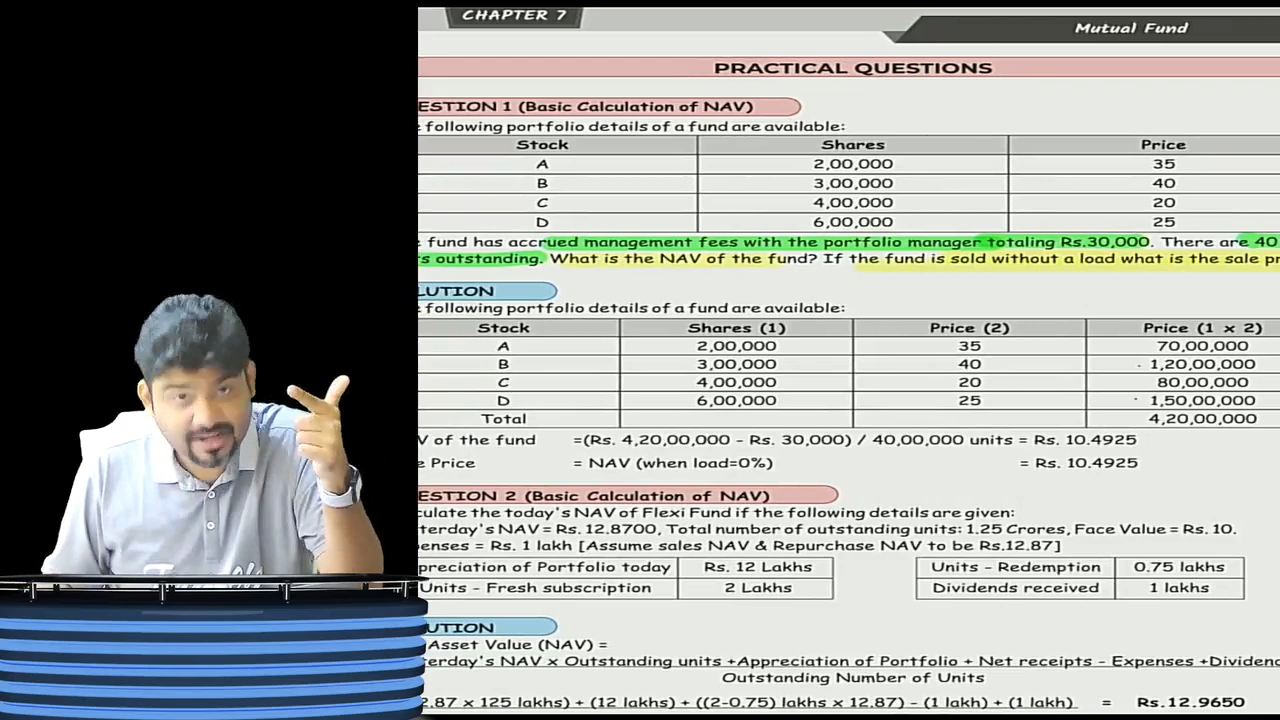 CHAPTER 7
Mutual Fund
PRACTICAL QUESTIONS
ESTION 1 (Basic Calculation of NAV)
following portfolio details of a fund are available:
Stock Shares Price
A 2,00,000 35
B 3,00,000 40
C 4,00,000 20
D 6,00,000 25
fund has accrued management fees with the portfolio manager totaling Rs.30,000. There are 40
s outstanding. What is the NAV of the fund? If the fund is sold without a load what is the sale pr
LUTION
following portfolio details of a fund are available:
Stock Shares (1) Price (2) Price (1 x 2)
A 2,00,000 35 70,00,000
B 3,00,000 40 1,20,00,000
C 4,00,000 20 80,00,000
D 6,00,000 25 1,50,00,000
Total 4,20,00,000
V of the fund =(Rs. 4,20,00,000 - Rs. 30,000) / 40,00,000 units = Rs. 10.4925
e Price = NAV (when load=0%) = Rs. 10.4925
ESTION 2 (Basic Calculation of NAV)
culate the today's NAV of Flexi Fund if the following details are given:
terday's NAV = Rs. 12.8700, Total number of outstanding units: 1.25 Crores, Face Value = Rs. 10.
enses = Rs. 1 lakh [Assume sales NAV & Repurchase NAV to be Rs.12.87]
preciation of Portfolio today Rs. 12 Lakhs Units - Redemption 0.75 lakhs
Units - Fresh subscription 2 Lakhs Dividends received 1 lakhs
UTION
Asset Value (NAV) =
terday's NAV x Outstanding units +Appreciation of Portfolio + Net receipts - Expenses +Dividend
Outstanding Number of Units
2.87 x 125 lakhs) + (12 lakhs) + ((2-0.75) lakhs x 12.87) - (1 lakh) + (1 lakh) = Rs.12.9650